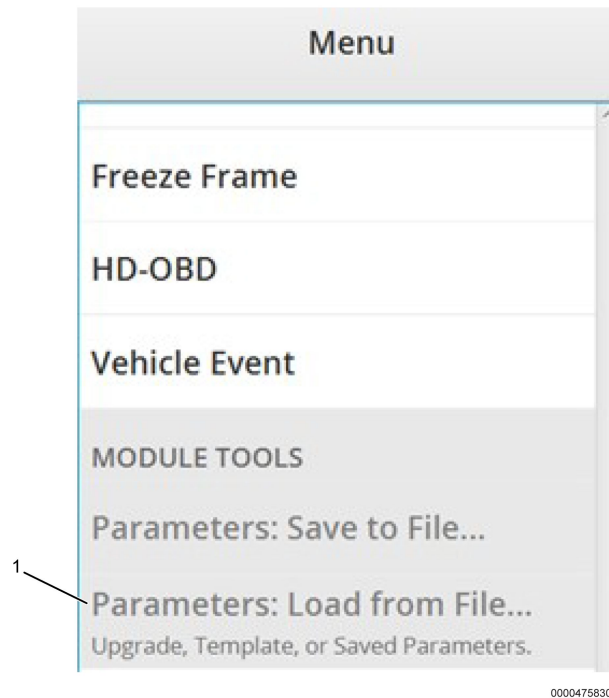 Menu
Freeze Frame
HD-OBD
Vehicle Event
MODULE TOOLS
Parameters: Save to File...
1
Parameters: Load from File...
Upgrade, Template, or Saved Parameters.
0000475830